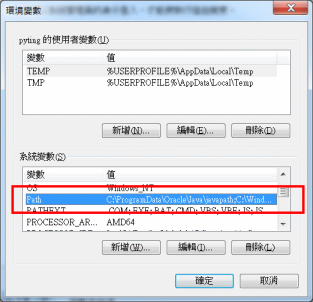 環境變數
pyting 的使用者變數(U)
變數 值
TEMP %USERPROFILE%\AppData\Local\Temp
TMP %USERPROFILE%\AppData\Local\Temp
新增(N)... 編輯(E)... 刪除(D)
系統變數(S)
變數 值
OS Windows_NT
Path C:\ProgramData\Oracle\Java\javapath;C:\Wind...
PATHEXT .COM;.EXE;.BAT;.CMD;.VBS;.VBE;.JS;.JS...
PROCESSOR_AR... AMD64
新增(W)... 編輯(I)... 刪除(L)
確定 取消